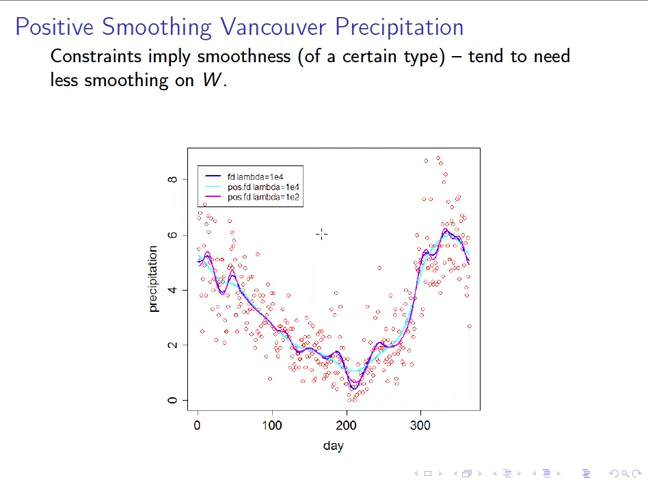 Positive Smoothing Vancouver Precipitation
Constraints imply smoothness (of a certain type) – tend to need
less smoothing on W.
fd lambda=1e4
pos.fd lambda=1e4
pos.fd lambda=1e2
precipitation
8
6
4
2
0
0 100 200 300
day